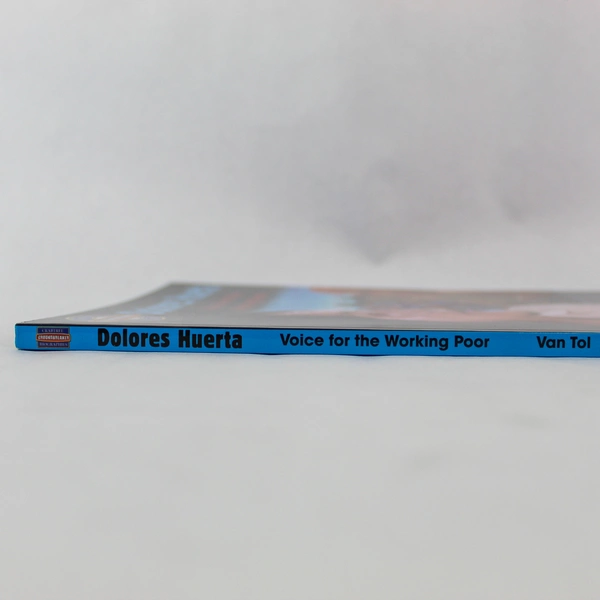 Dolores Huerta Voice for the Working Poor Van Tol